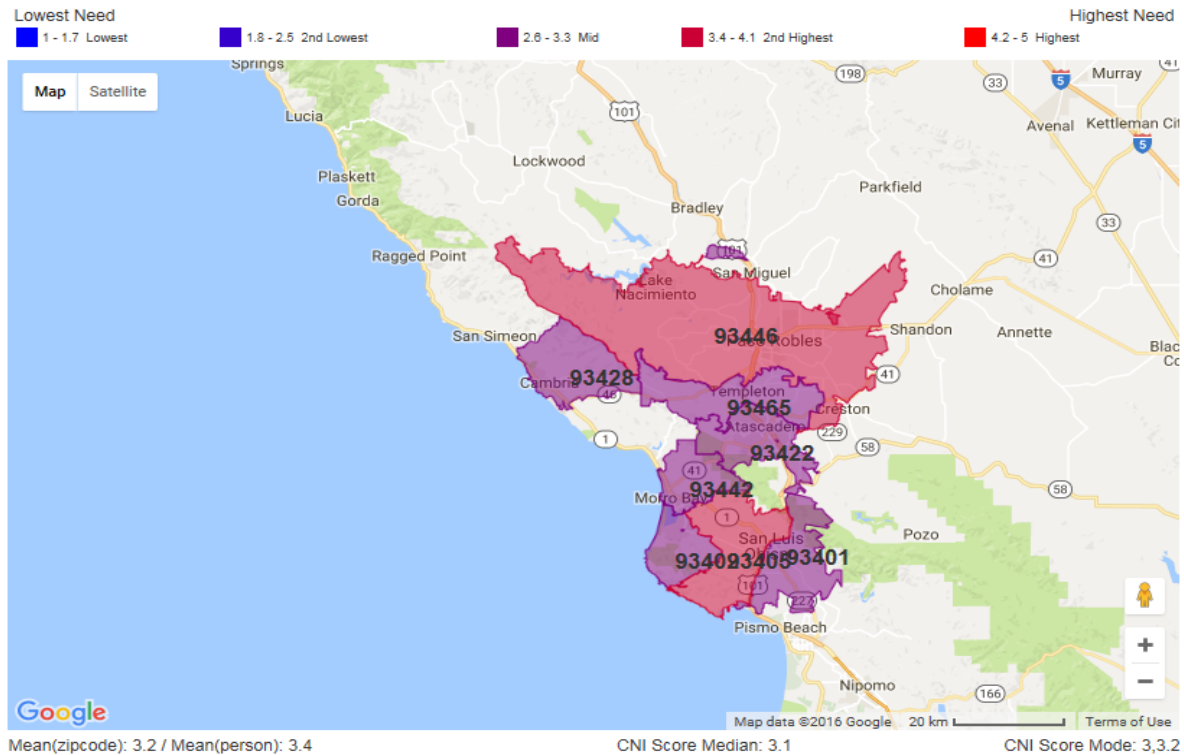 Lowest Need Highest Need
1 - 1.7 Lowest 1.8 - 2.5 2nd Lowest 2.6 - 3.3 Mid 3.4 - 4.1 2nd Highest 4.2 - 5 Highest
Springs
198
33
5
Murray
41
Map Satellite
101
Lucia
Avenal
Kettleman Cit
5
Lockwood
Plaskett
Parkfield
Gorda
Bradley
33
Ragged Point
101
41
San Miguel
Lake
Nacimiento
Cholame
San Simeon
93446
Paso Robles
Shandon
Annette
41
Cambria
93428
46
Templeton
93465
Creston
Atascadero
229
1
58
93422
41
93442
58
Morro Bay
1
Pozo
San Luis
Obispo
93402
93405
93401
101
227
Pismo Beach
Nipomo
166
Google
Map data ©2016 Google 20 km Terms of Use
Mean(zipcode): 3.2 / Mean(person): 3.4 CNI Score Median: 3.1 CNI Score Mode: 3,3.2